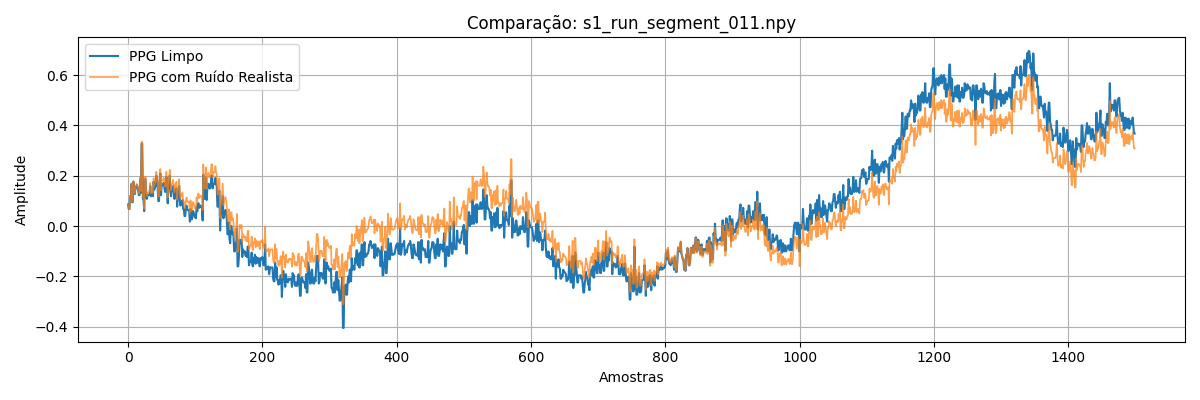 Comparação: s1_run_segment_011.npy
PPG Limpo
PPG com Ruído Realista
Amplitude
0.6
0.4
0.2
0.0
−0.2
−0.4
0 200 400 600 800 1000 1200 1400
Amostras